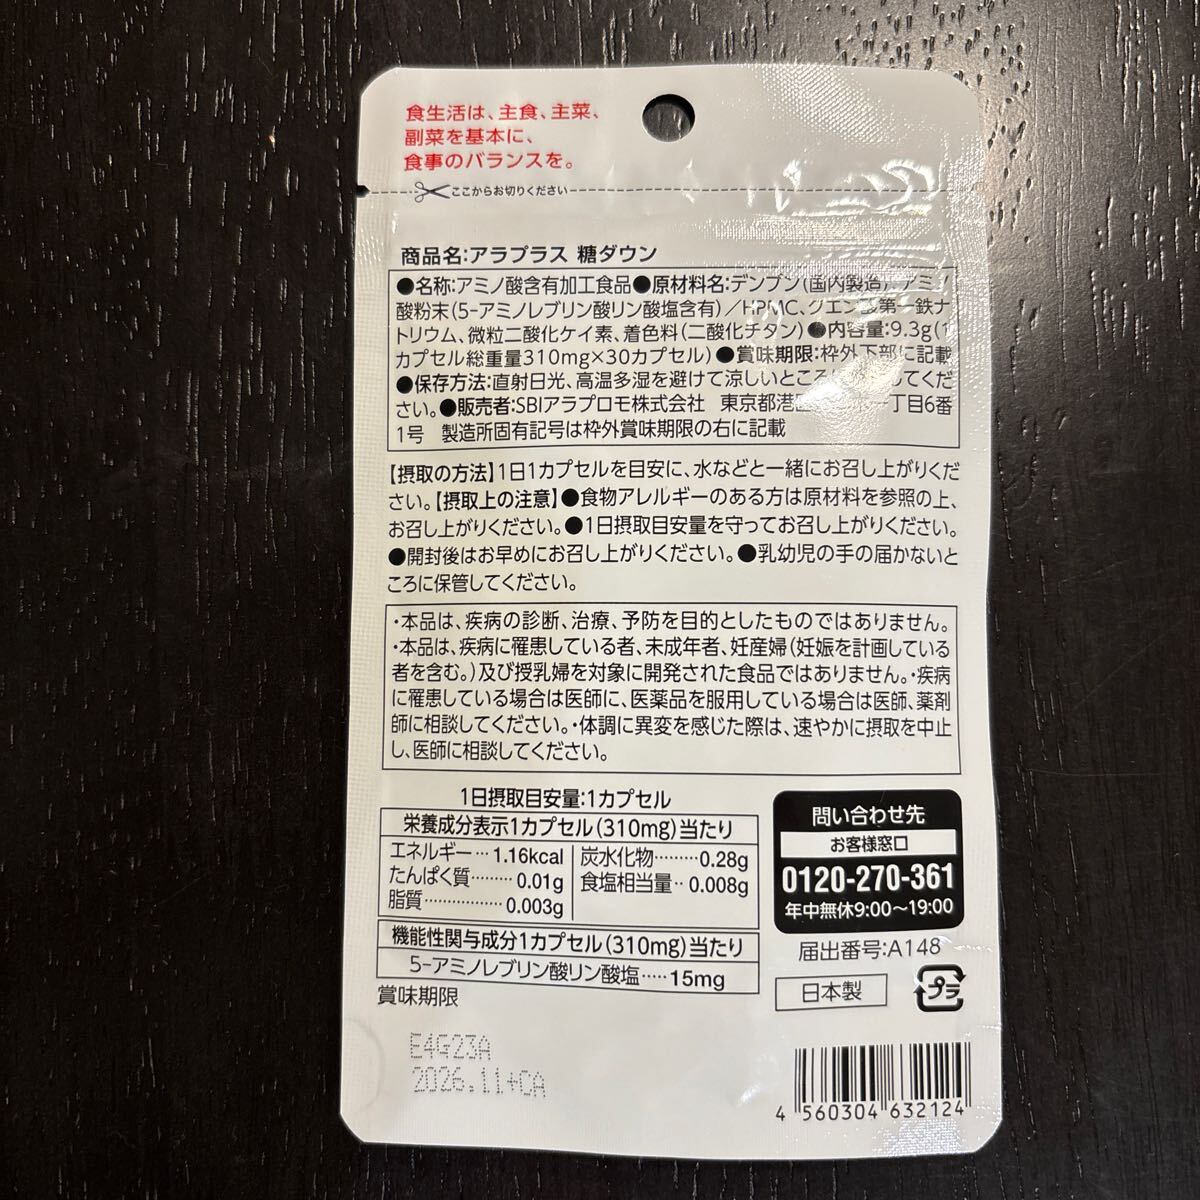 食生活は、主食、主菜、
副菜を基本に、
食事のバランスを。
ここからお切りください
商品名:アラプラス 糖ダウン
●名称:アミノ酸含有加工食品●原材料名:デンプン(国内製造)、アミノ
酸粉末(5-アミノレブリン酸リン酸塩含有)/HPMC、クエン酸第一鉄ナ
トリウム、微粒二酸化ケイ素、着色料(二酸化チタン)●内容量:9.3g(1
カプセル総重量310mg×30カプセル)●賞味期限:枠外下部に記載
●保存方法:直射日光、高温多湿を避けて涼しいところに保存してくだ
さい。●販売者:SBIアラプロモ株式会社 東京都港区 一丁目6番
1号 製造所固有記号は枠外賞味期限の右に記載
【摂取の方法】1日1カプセルを目安に、水などと一緒にお召し上がりくだ
さい。【摂取上の注意】●食物アレルギーのある方は原材料を参照の上、
お召し上がりください。●1日摂取目安量を守ってお召し上がりください。
●開封後はお早めにお召し上がりください。●乳幼児の手の届かないと
ころに保管してください。
・本品は、疾病の診断、治療、予防を目的としたものではありません。
・本品は、疾病に罹患している者、未成年者、妊産婦(妊娠を計画している
者を含む。)及び授乳婦を対象に開発された食品ではありません。・疾病
に罹患している場合は医師に、医薬品を服用している場合は医師、薬剤
師に相談してください。・体調に異変を感じた際は、速やかに摂取を中止
し、医師に相談してください。
1日摂取目安量:1カプセル
栄養成分表示1カプセル(310mg)当たり
エネルギー…1.16kcal
たんぱく質………0.01g
脂質………………0.003g
炭水化物………0.28g
食塩相当量‥0.008g
機能性関与成分1カプセル(310mg)当たり
5-アミノレブリン酸リン酸塩……15mg
賞味期限
E4G23A
2026.11+CA
問い合わせ先
お客様窓口
0120-270-361
年中無休9:00～19:00
届出番号:A148
日本製
プラ
4 560304 632124